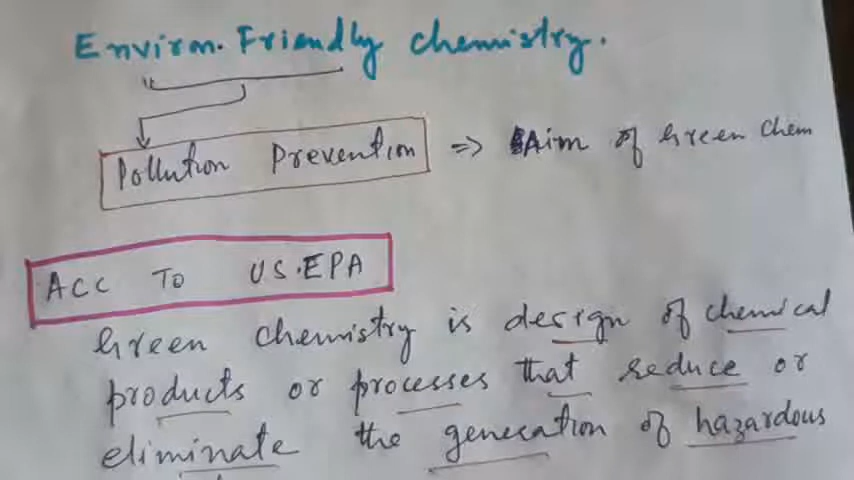 Environ. Friendly chemistry.
Pollution Prevention => Aim of Green Chem
ACC TO US.EPA
Green chemistry is design of chemical
products or processes that reduce or
eliminate the generation of hazardous